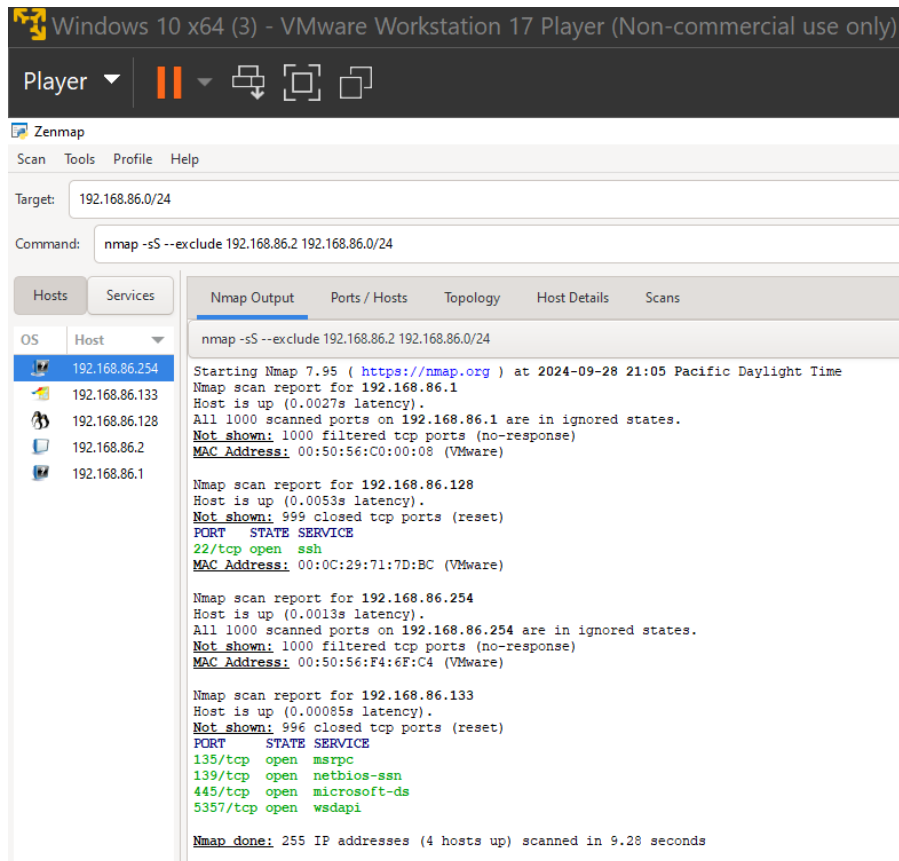 Windows 10 x64 (3) - VMware Workstation 17 Player (Non-commercial use only)
Player
Zenmap
Scan Tools Profile Help
Target: 192.168.86.0/24
Command: nmap -sS --exclude 192.168.86.2 192.168.86.0/24
Hosts Services
OS Host
192.168.86.254
192.168.86.133
192.168.86.128
192.168.86.2
192.168.86.1
Nmap Output Ports / Hosts Topology Host Details Scans
nmap -sS --exclude 192.168.86.2 192.168.86.0/24
Starting Nmap 7.95 ( https://nmap.org ) at 2024-09-28 21:05 Pacific Daylight Time
Nmap scan report for 192.168.86.1
Host is up (0.0027s latency).
All 1000 scanned ports on 192.168.86.1 are in ignored states.
Not shown: 1000 filtered tcp ports (no-response)
MAC Address: 00:50:56:C0:00:08 (VMware)
Nmap scan report for 192.168.86.128
Host is up (0.0053s latency).
Not shown: 999 closed tcp ports (reset)
PORT STATE SERVICE
22/tcp open ssh
MAC Address: 00:0C:29:71:7D:BC (VMware)
Nmap scan report for 192.168.86.254
Host is up (0.0013s latency).
All 1000 scanned ports on 192.168.86.254 are in ignored states.
Not shown: 1000 filtered tcp ports (no-response)
MAC Address: 00:50:56:F4:6F:C4 (VMware)
Nmap scan report for 192.168.86.133
Host is up (0.00085s latency).
Not shown: 996 closed tcp ports (reset)
PORT STATE SERVICE
135/tcp open msrpc
139/tcp open netbios-ssn
445/tcp open microsoft-ds
5357/tcp open wsdapi
Nmap done: 255 IP addresses (4 hosts up) scanned in 9.28 seconds